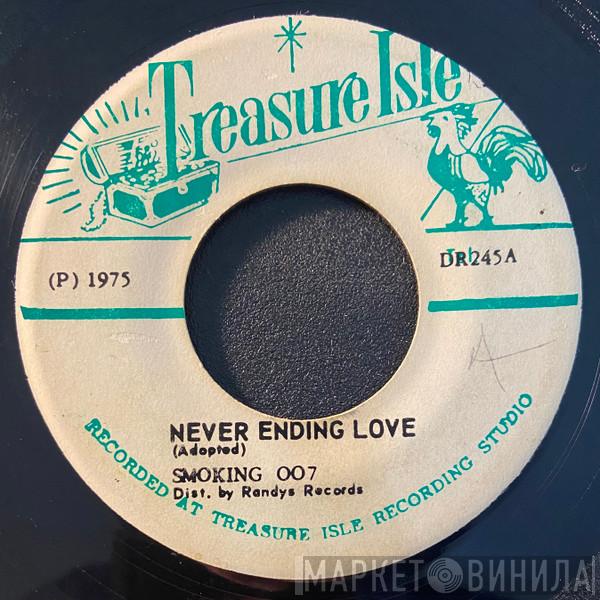 Treasure Isle
(P) 1975
DR245A
NEVER ENDING LOVE
(Adopted)
SMOKING 007
Dist. by Randys Records
RECORDED AT TREASURE ISLE RECORDING STUDIO
МАРКЕТ ВИНИЛА